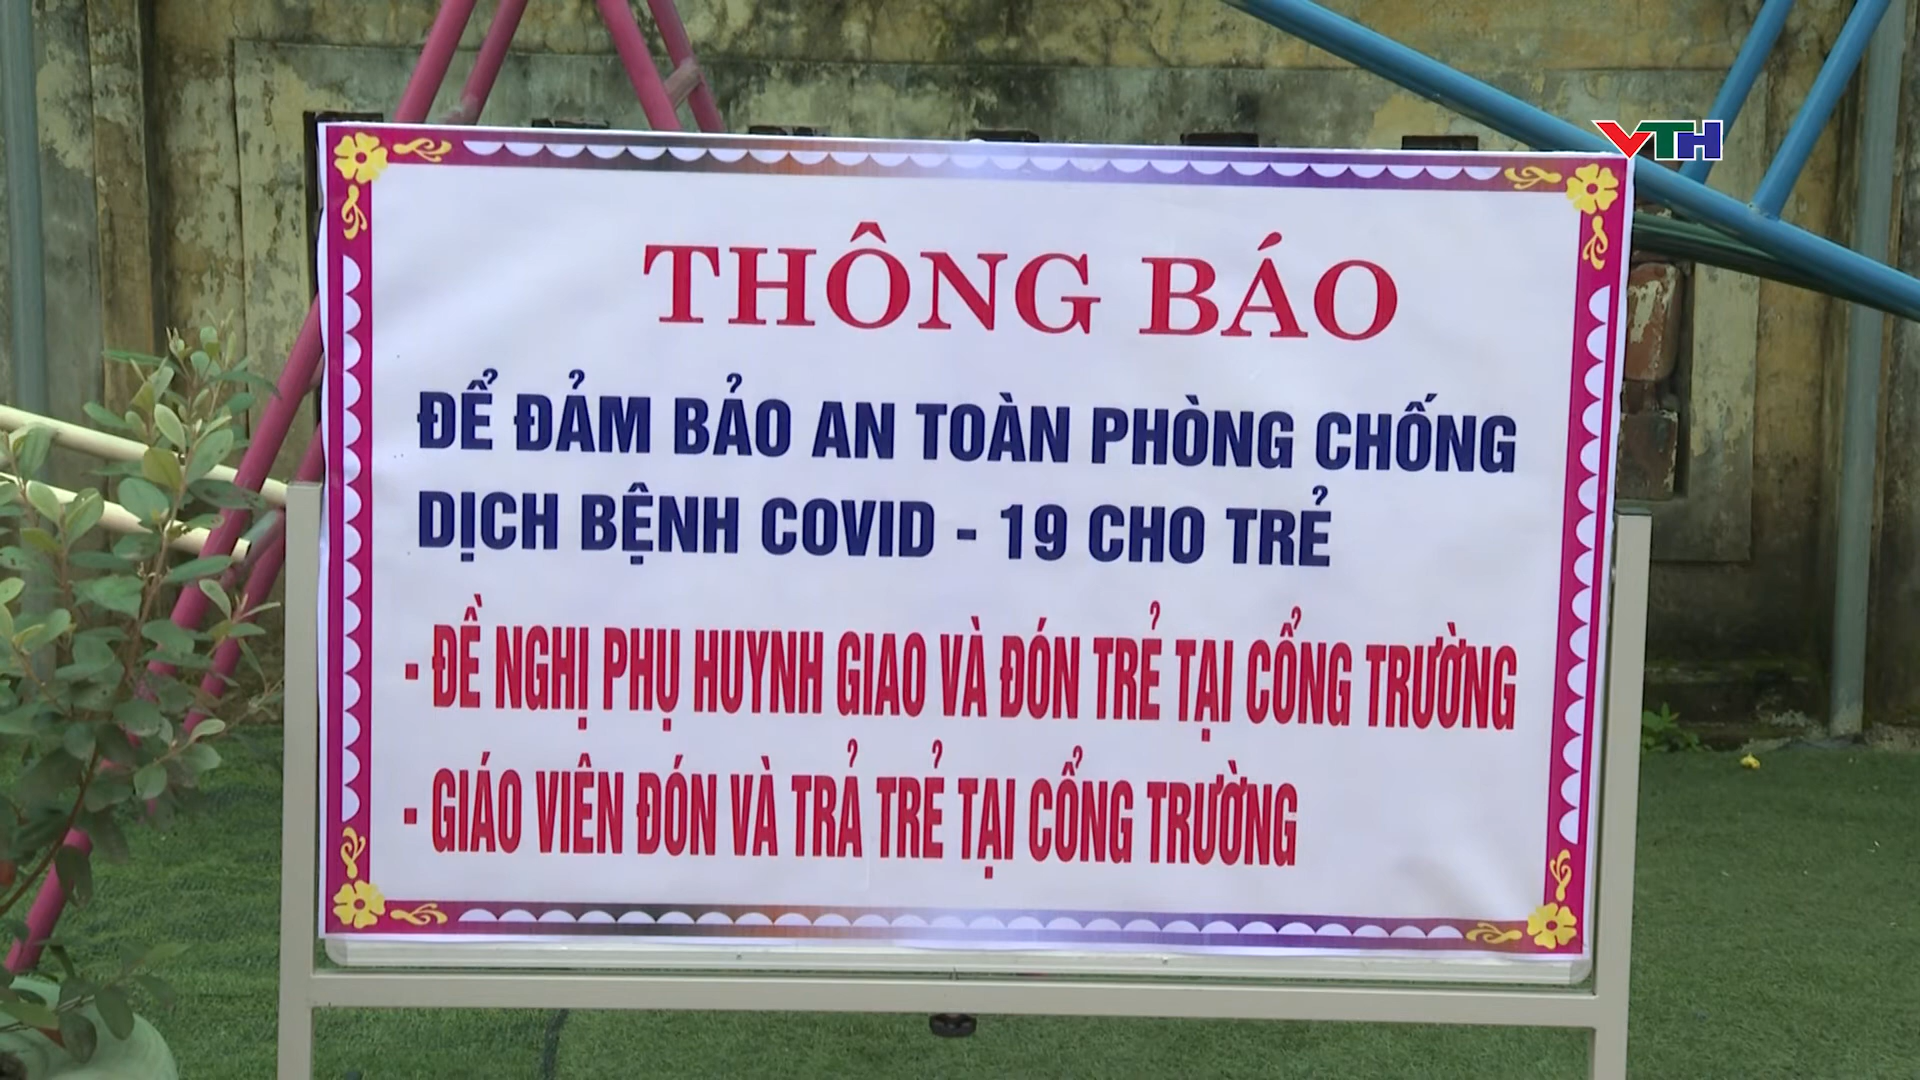 VTH
THÔNG BÁO
ĐỂ ĐẢM BẢO AN TOÀN PHÒNG CHỐNG
DỊCH BỆNH COVID - 19 CHO TRẺ
- ĐỀ NGHỊ PHỤ HUYNH GIAO VÀ ĐÓN TRẺ TẠI CỔNG TRƯỜNG
- GIÁO VIÊN ĐÓN VÀ TRẢ TRẺ TẠI CỔNG TRƯỜNG